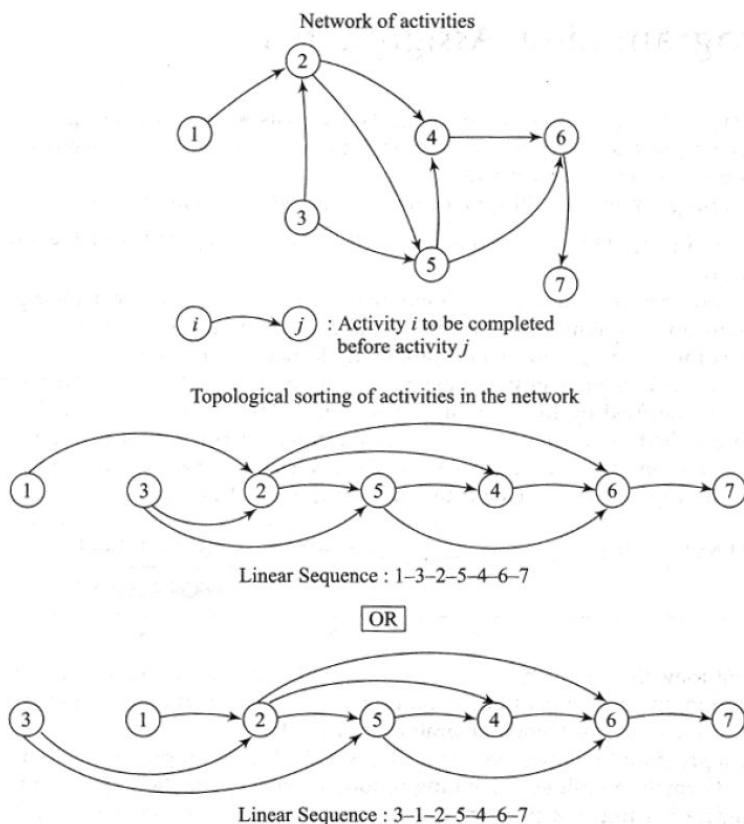 Network of activities
2
1
4
6
3
5
7
i j : Activity i to be completed
before activity j
Topological sorting of activities in the network
1 3 2 5 4 6 7
Linear Sequence : 1–3–2–5–4–6–7
OR
3 1 2 5 4 6 7
Linear Sequence : 3–1–2–5–4–6–7